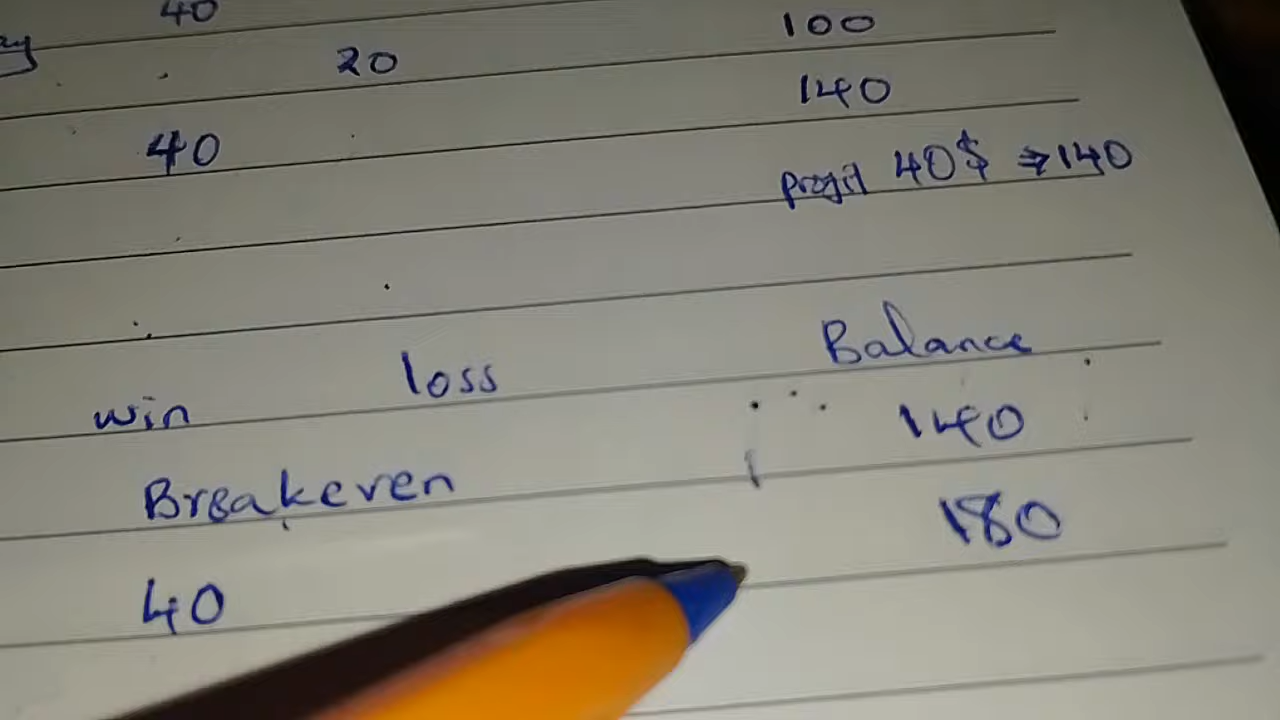 40 100
20 140
40 profit 40$ ⇒ 140
win loss Balance
Breakeven 140
40 180